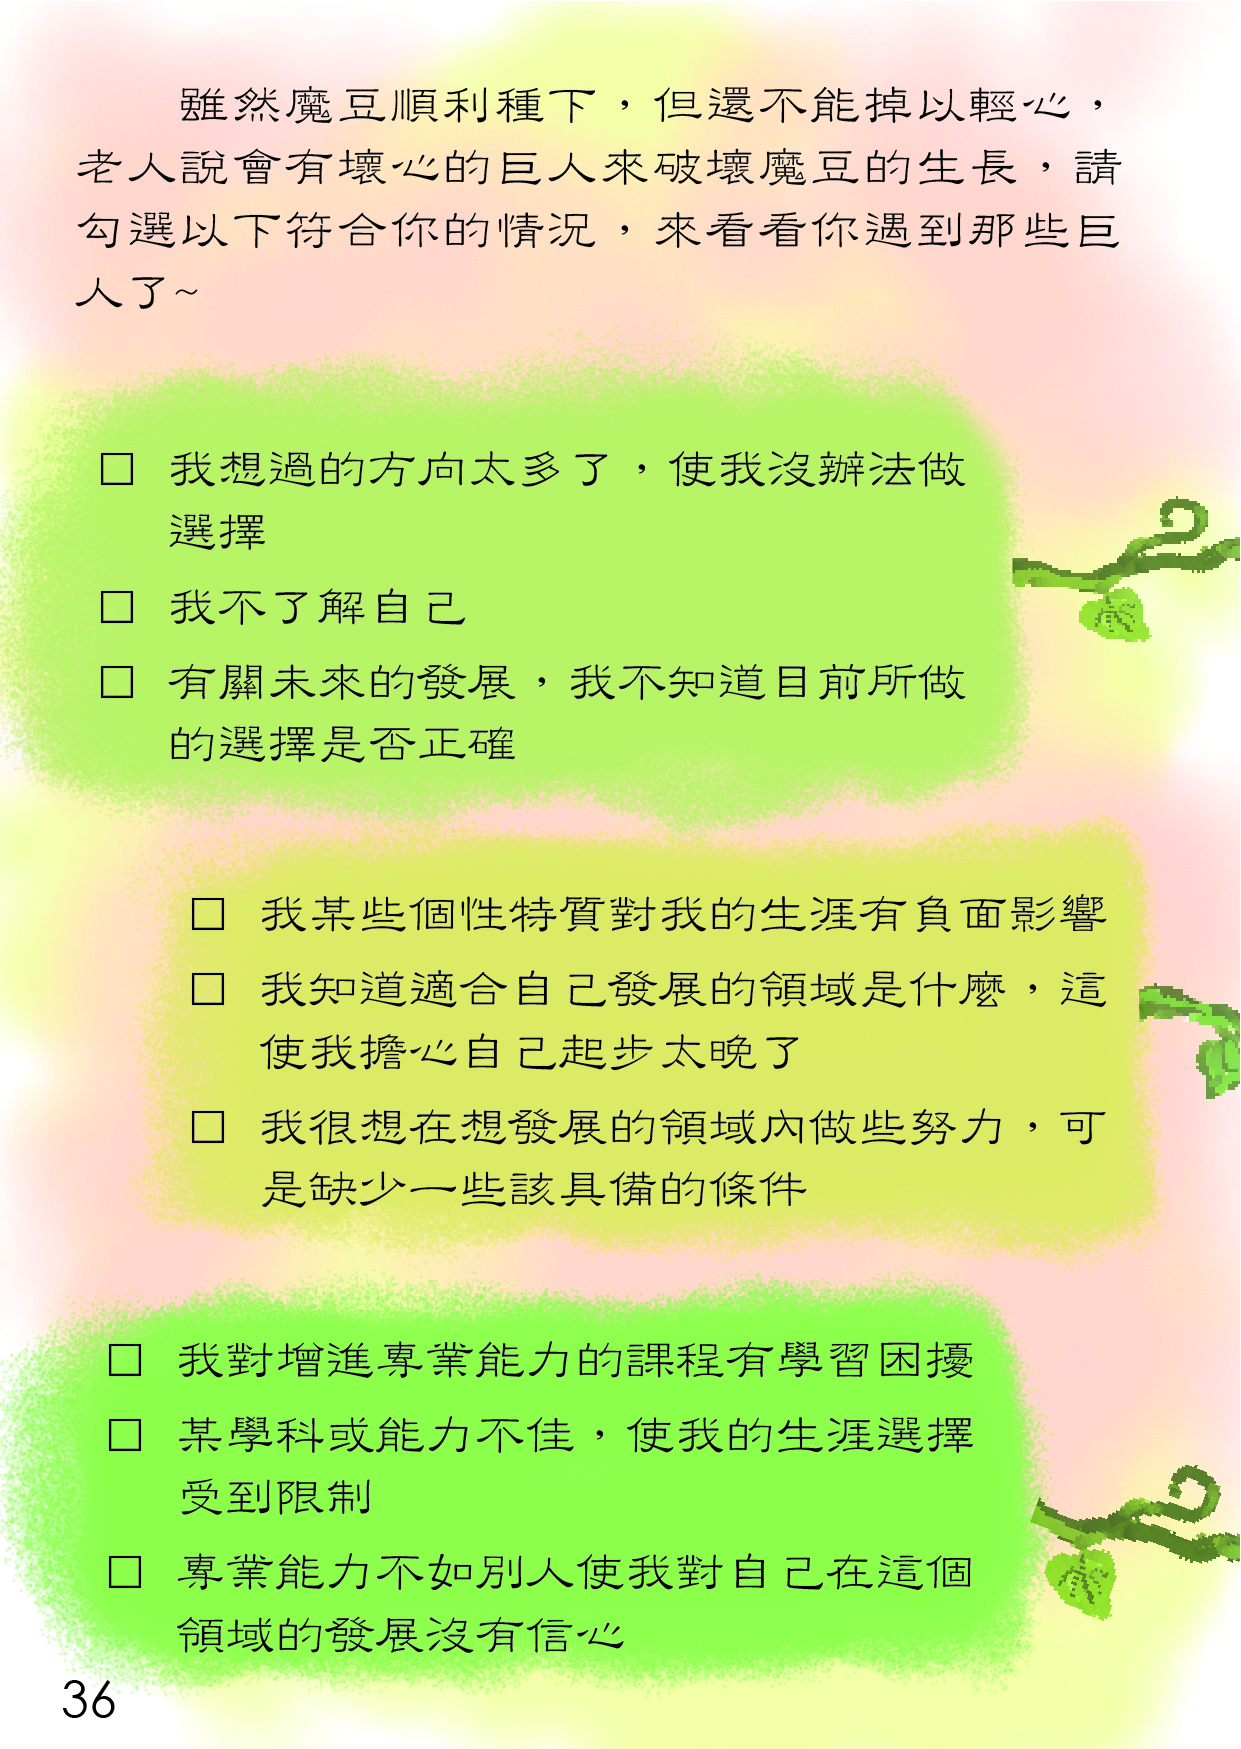 雖然魔豆順利種下，但還不能掉以輕心，
老人說會有壞心的巨人來破壞魔豆的生長，請
勾選以下符合你的情況，來看看你遇到那些巨
人了~
□ 我想過的方向太多了，使我沒辦法做
選擇
□ 我不了解自己
□ 有關未來的發展，我不知道目前所做
的選擇是否正確
□ 我某些個性特質對我的生涯有負面影響
□ 我知道適合自己發展的領域是什麼，這
使我擔心自己起步太晚了
□ 我很想在想發展的領域內做些努力，可
是缺少一些該具備的條件
□ 我對增進專業能力的課程有學習困擾
□ 某學科或能力不佳，使我的生涯選擇
受到限制
□ 專業能力不如別人使我對自己在這個
領域的發展沒有信心
36